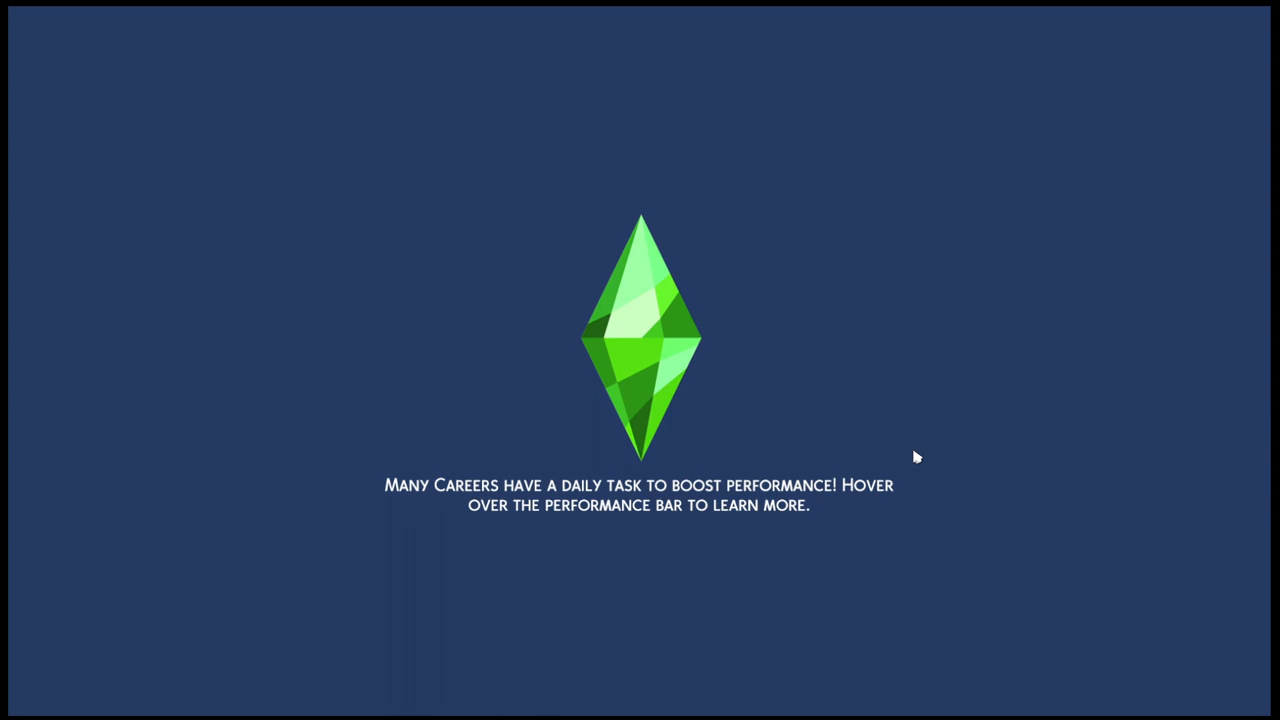 Many Careers have a daily task to boost performance! Hover
over the performance bar to learn more.